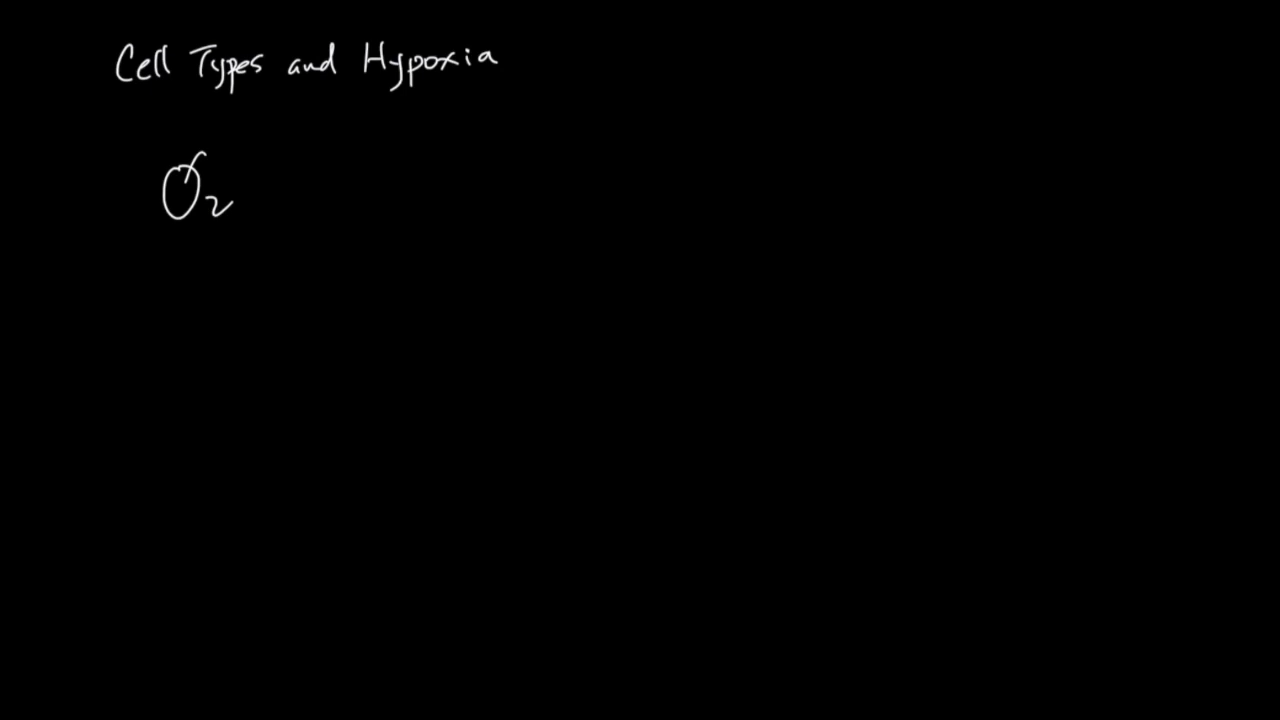 Cell Types and Hypoxia
O₂